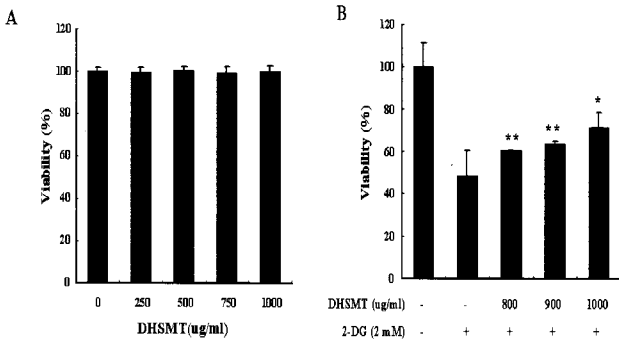 A
Viability (%)
120
100
80
60
40
20
0
0 250 500 750 1000
DHSMT(ug/ml)
B
Viability (%)
120
100
80
60
40
20
0
** ** *
DHSMT (ug/ml) - - 800 900 1000
2-DG (2 mM) - + + + +